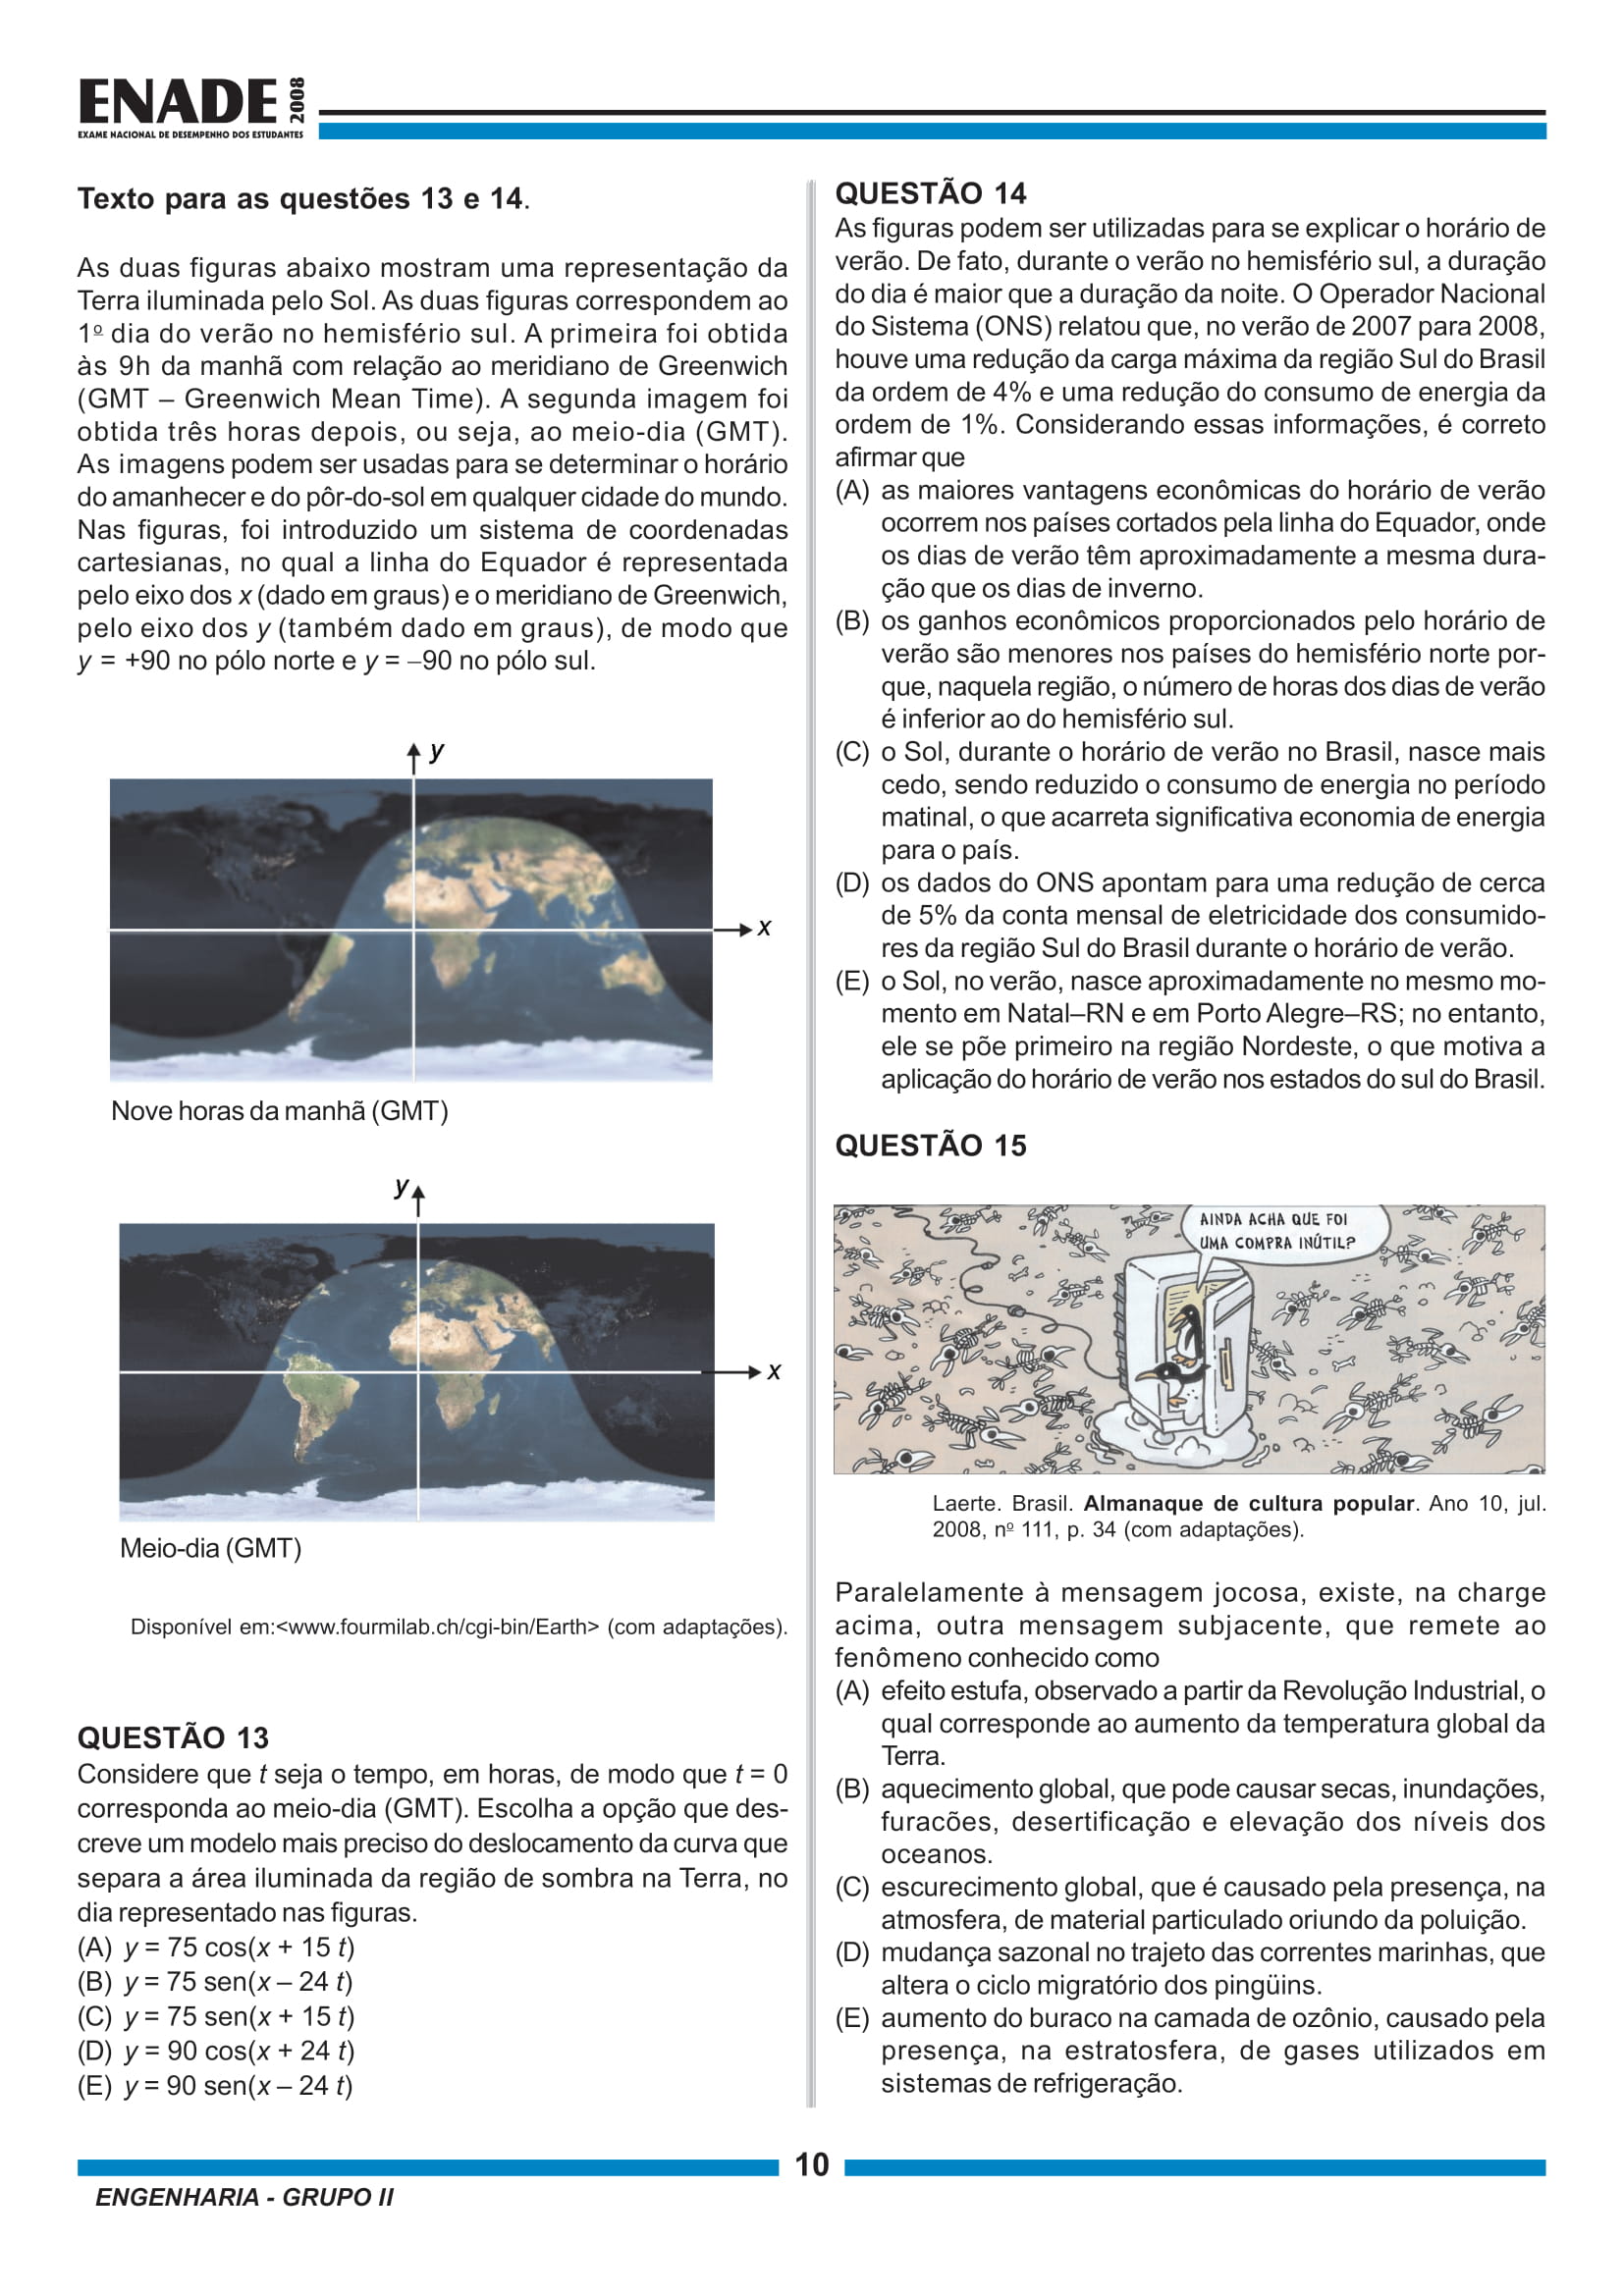 ENADE 2008
EXAME NACIONAL DE DESEMPENHO DOS ESTUDANTES
Texto para as questões 13 e 14.
As duas figuras abaixo mostram uma representação da
Terra iluminada pelo Sol. As duas figuras correspondem ao
1º dia do verão no hemisfério sul. A primeira foi obtida
às 9h da manhã com relação ao meridiano de Greenwich
(GMT – Greenwich Mean Time). A segunda imagem foi
obtida três horas depois, ou seja, ao meio-dia (GMT).
As imagens podem ser usadas para se determinar o horário
do amanhecer e do pôr-do-sol em qualquer cidade do mundo.
Nas figuras, foi introduzido um sistema de coordenadas
cartesianas, no qual a linha do Equador é representada
pelo eixo dos x (dado em graus) e o meridiano de Greenwich,
pelo eixo dos y (também dado em graus), de modo que
y = +90 no pólo norte e y = –90 no pólo sul.
y
x
Nove horas da manhã (GMT)
y
x
Meio-dia (GMT)
Disponível em:<www.fourmilab.ch/cgi-bin/Earth> (com adaptações).
QUESTÃO 13
Considere que t seja o tempo, em horas, de modo que t = 0
corresponda ao meio-dia (GMT). Escolha a opção que des-
creve um modelo mais preciso do deslocamento da curva que
separa a área iluminada da região de sombra na Terra, no
dia representado nas figuras.
(A) y = 75 cos(x + 15 t)
(B) y = 75 sen(x – 24 t)
(C) y = 75 sen(x + 15 t)
(D) y = 90 cos(x + 24 t)
(E) y = 90 sen(x – 24 t)
QUESTÃO 14
As figuras podem ser utilizadas para se explicar o horário de
verão. De fato, durante o verão no hemisfério sul, a duração
do dia é maior que a duração da noite. O Operador Nacional
do Sistema (ONS) relatou que, no verão de 2007 para 2008,
houve uma redução da carga máxima da região Sul do Brasil
da ordem de 4% e uma redução do consumo de energia da
ordem de 1%. Considerando essas informações, é correto
afirmar que
(A) as maiores vantagens econômicas do horário de verão
ocorrem nos países cortados pela linha do Equador, onde
os dias de verão têm aproximadamente a mesma dura-
ção que os dias de inverno.
(B) os ganhos econômicos proporcionados pelo horário de
verão são menores nos países do hemisfério norte por-
que, naquela região, o número de horas dos dias de verão
é inferior ao do hemisfério sul.
(C) o Sol, durante o horário de verão no Brasil, nasce mais
cedo, sendo reduzido o consumo de energia no período
matinal, o que acarreta significativa economia de energia
para o país.
(D) os dados do ONS apontam para uma redução de cerca
de 5% da conta mensal de eletricidade dos consumido-
res da região Sul do Brasil durante o horário de verão.
(E) o Sol, no verão, nasce aproximadamente no mesmo mo-
mento em Natal–RN e em Porto Alegre–RS; no entanto,
ele se põe primeiro na região Nordeste, o que motiva a
aplicação do horário de verão nos estados do sul do Brasil.
QUESTÃO 15
AINDA ACHA QUE FOI
UMA COMPRA INÚTIL?
Laerte. Brasil. Almanaque de cultura popular. Ano 10, jul.
2008, nº 111, p. 34 (com adaptações).
Paralelamente à mensagem jocosa, existe, na charge
acima, outra mensagem subjacente, que remete ao
fenômeno conhecido como
(A) efeito estufa, observado a partir da Revolução Industrial, o
qual corresponde ao aumento da temperatura global da
Terra.
(B) aquecimento global, que pode causar secas, inundações,
furacões, desertificação e elevação dos níveis dos
oceanos.
(C) escurecimento global, que é causado pela presença, na
atmosfera, de material particulado oriundo da poluição.
(D) mudança sazonal no trajeto das correntes marinhas, que
altera o ciclo migratório dos pingüins.
(E) aumento do buraco na camada de ozônio, causado pela
presença, na estratosfera, de gases utilizados em
sistemas de refrigeração.
10
ENGENHARIA - GRUPO II